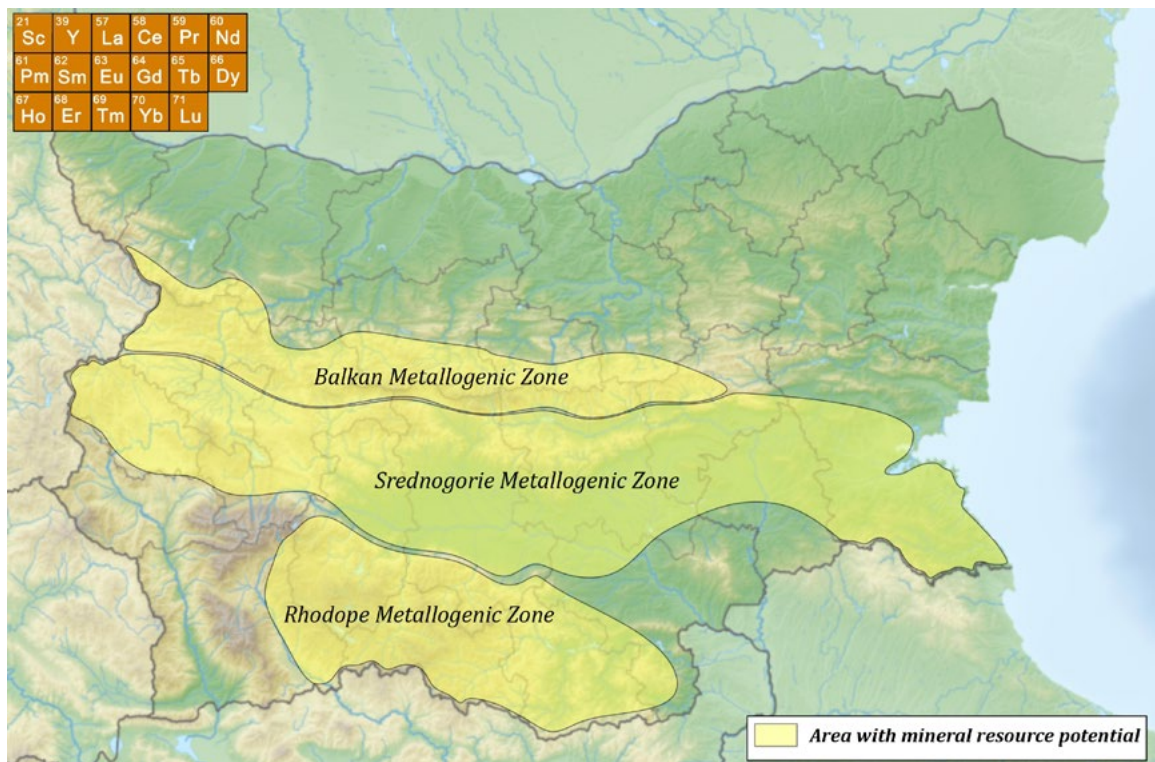 21 39 57 58 59 60
Sc Y La Ce Pr Nd
61 62 63 64 65 66
Pm Sm Eu Gd Tb Dy
67 68 69 70 71
Ho Er Tm Yb Lu
Balkan Metallogenic Zone
Srednogorie Metallogenic Zone
Rhodope Metallogenic Zone
Area with mineral resource potential